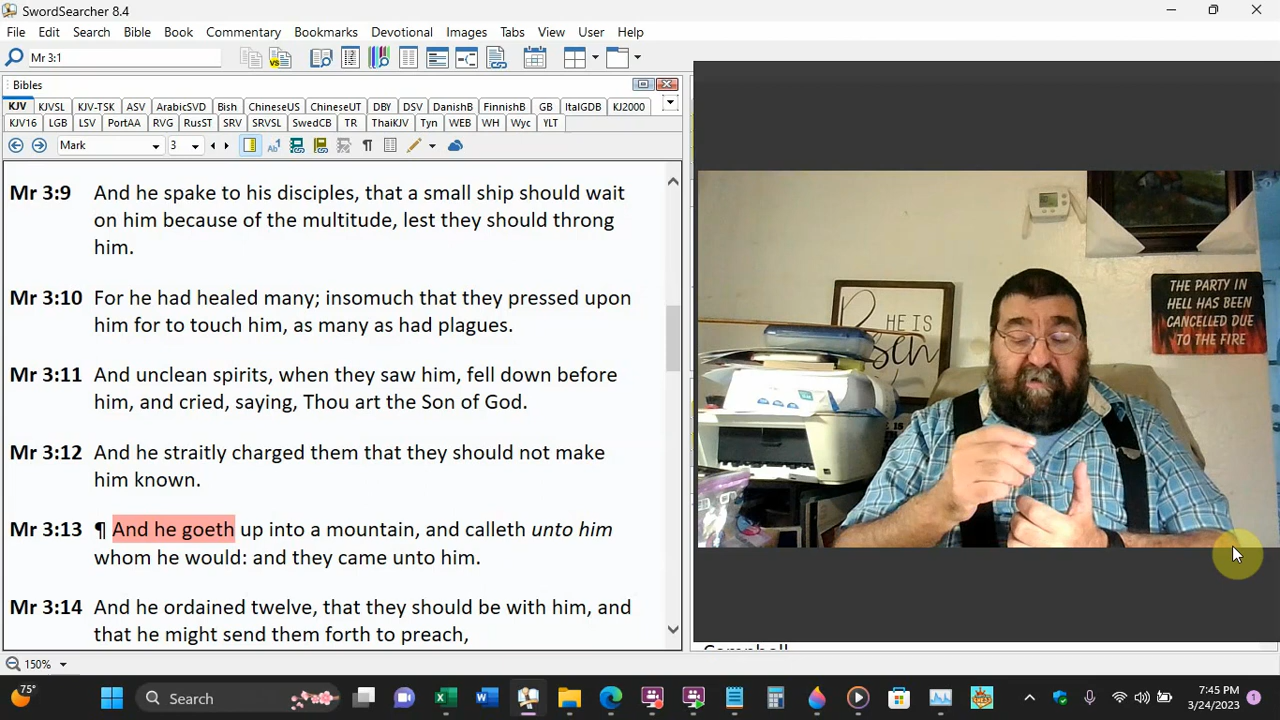 SwordSearcher 8.4
File Edit Search Bible Book Commentary Bookmarks Devotional Images Tabs View User Help
Mr 3:1
Bibles
KJV KJVSL KJV-TSK ASV ArabicSVD Bish ChineseUS ChineseUT DBY DSV DanishB FinnishB GB ItalGDB KJ2000
KJV16 LGB LSV PortAA RVG RusST SRV SRVSL SwedCB TR ThaiKJV Tyn WEB WH Wyc YLT
Mark 3
Mr 3:9 And he spake to his disciples, that a small ship should wait
on him because of the multitude, lest they should throng
him.
Mr 3:10 For he had healed many; insomuch that they pressed upon
him for to touch him, as many as had plagues.
Mr 3:11 And unclean spirits, when they saw him, fell down before
him, and cried, saying, Thou art the Son of God.
Mr 3:12 And he straitly charged them that they should not make
him known.
Mr 3:13 ¶ And he goeth up into a mountain, and calleth unto him
whom he would: and they came unto him.
Mr 3:14 And he ordained twelve, that they should be with him, and
that he might send them forth to preach,
150%
HE IS
Risen
THE PARTY IN
HELL HAS BEEN
CANCELLED DUE
TO THE FIRE
75°
Search
7:45 PM
3/24/2023
1